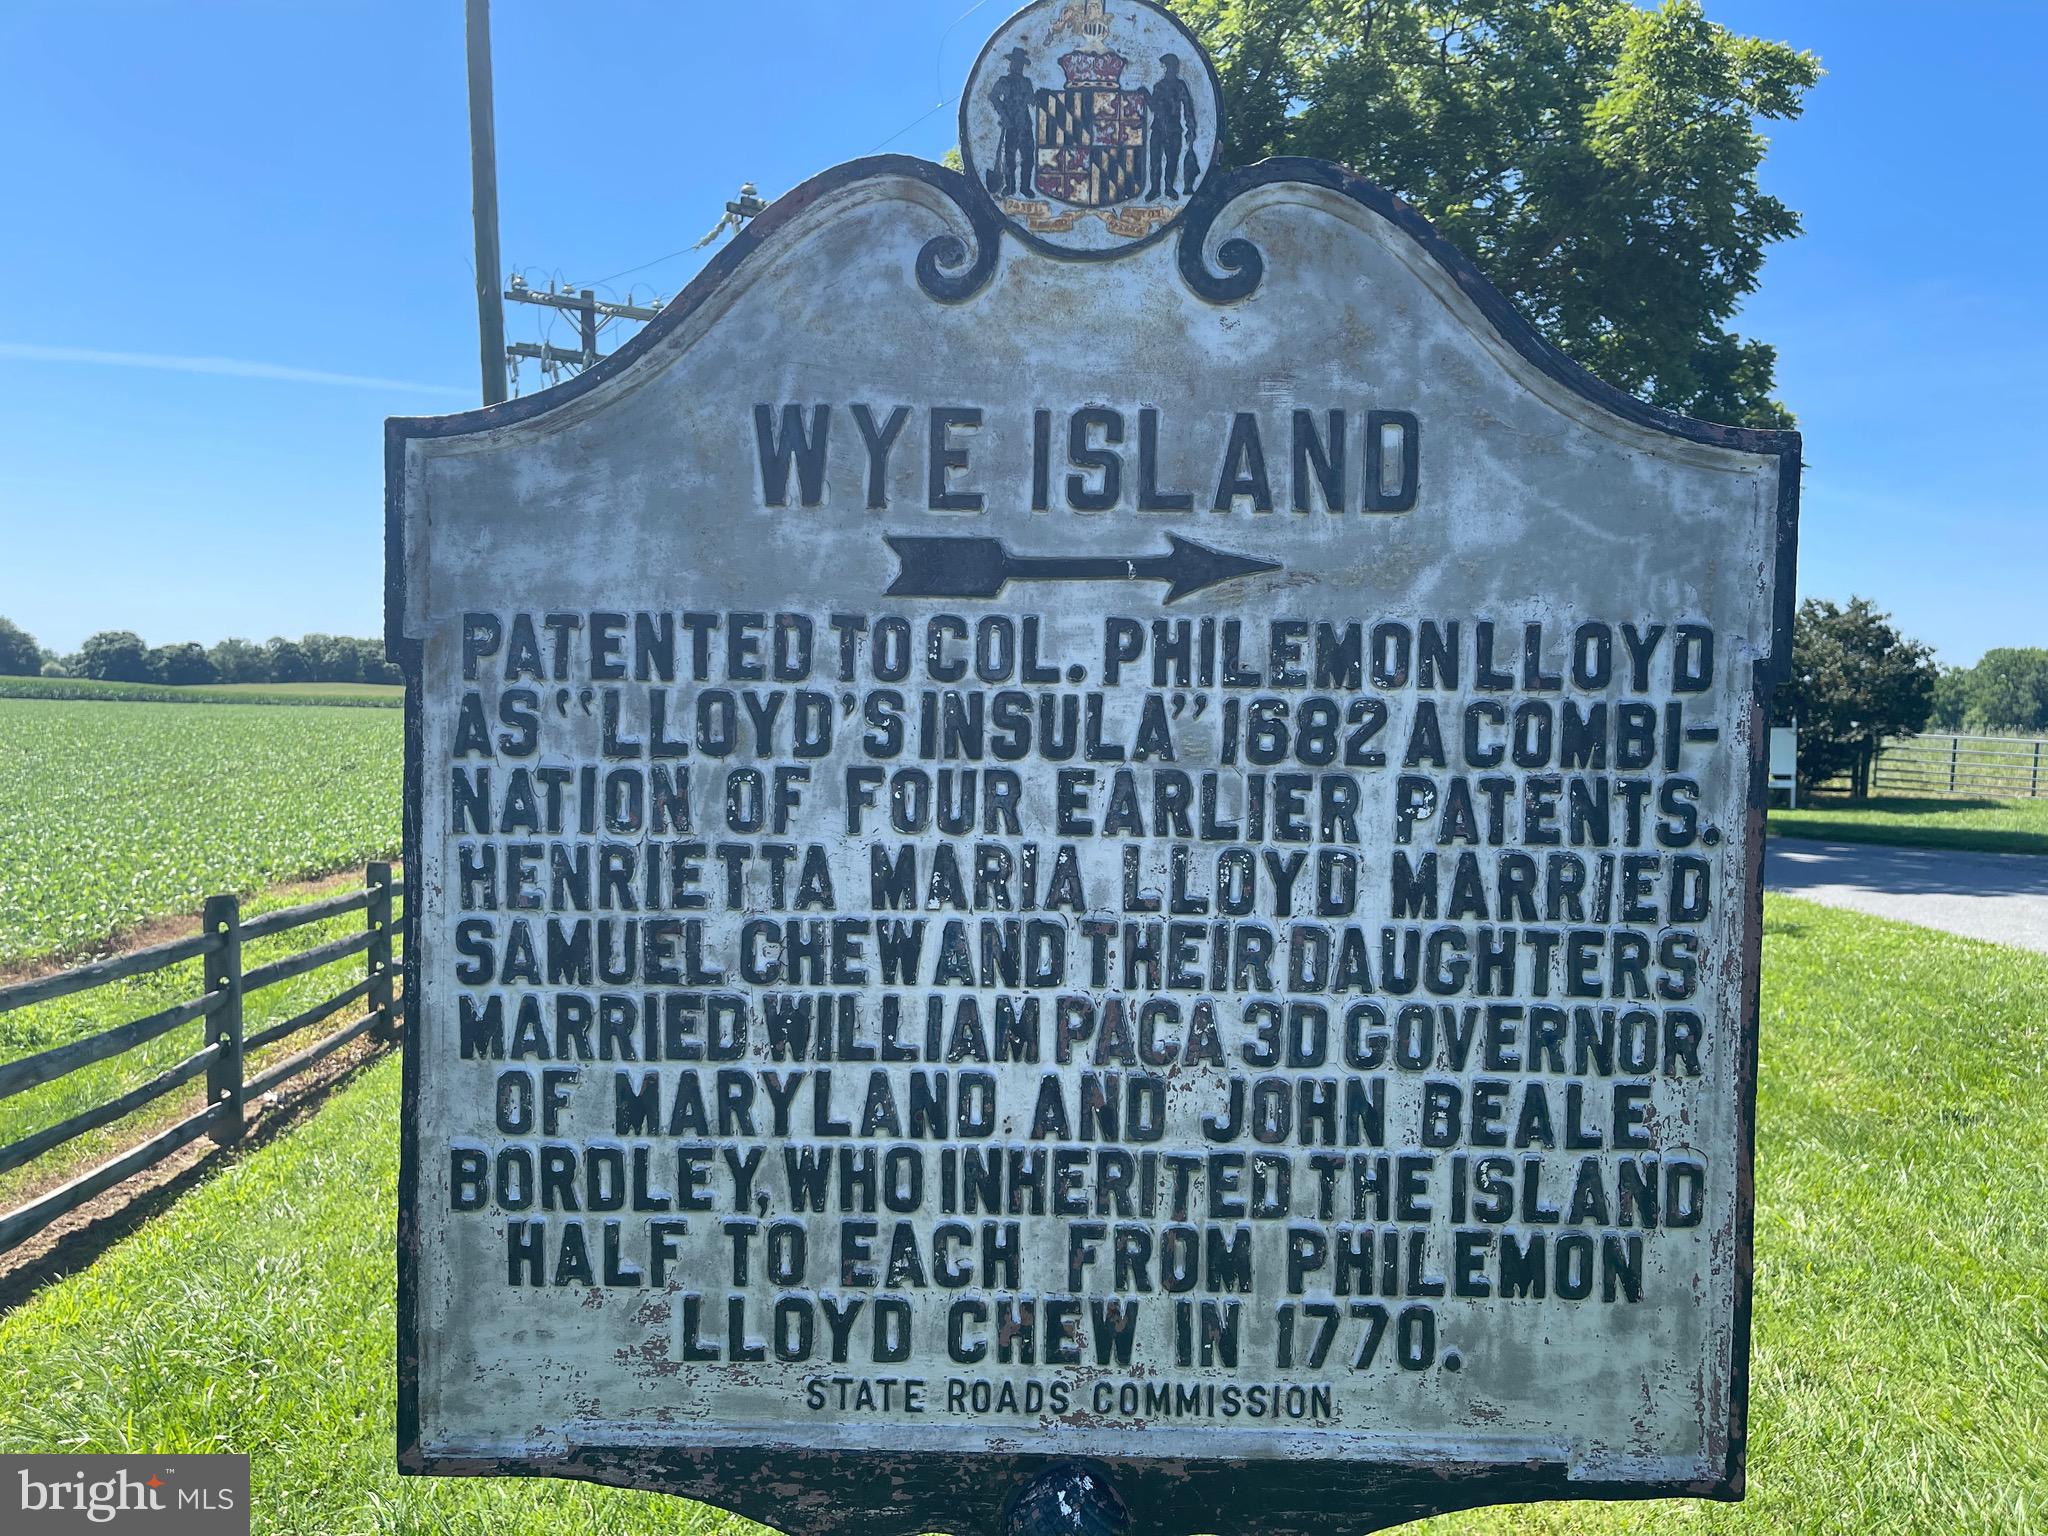 WYE ISLAND
PATENTED TO COL. PHILEMON LLOYD
AS "LLOYD'S INSULA" 1682 A COMBI-
NATION OF FOUR EARLIER PATENTS.
HENRIETTA MARIA LLOYD MARRIED
SAMUEL CHEW AND THEIR DAUGHTERS
MARRIED WILLIAM PACA 3D GOVERNOR
OF MARYLAND AND JOHN BEALE
BORDLEY, WHO INHERITED THE ISLAND
HALF TO EACH FROM PHILEMON
LLOYD CHEW IN 1770.
STATE ROADS COMMISSION
bright™ MLS